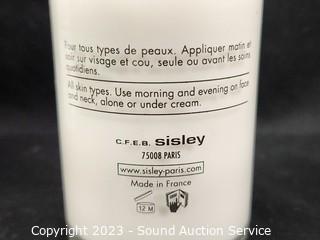 Pour tous types de peaux. Appliquer matin et
soir sur visage et cou, seule ou avant les soins
quotidiens.
All skin types. Use morning and evening on face
and neck, alone or under cream.
C.F.E.B. sisley
75008 PARIS
www.sisley-paris.com
Made in France
12 M
Copyright 2023 - Sound Auction Service